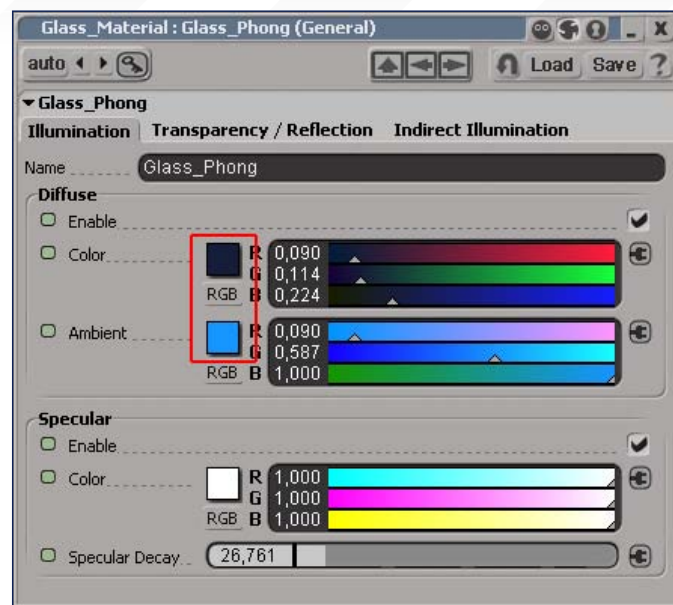 Glass_Material : Glass_Phong (General)
auto Load Save ?
Glass_Phong
Illumination Transparency / Reflection Indirect Illumination
Name Glass_Phong
Diffuse
Enable
Color R 0,090
G 0,114
RGB B 0,224
Ambient R 0,090
G 0,587
RGB B 1,000
Specular
Enable
Color R 1,000
G 1,000
RGB B 1,000
Specular Decay 26,761